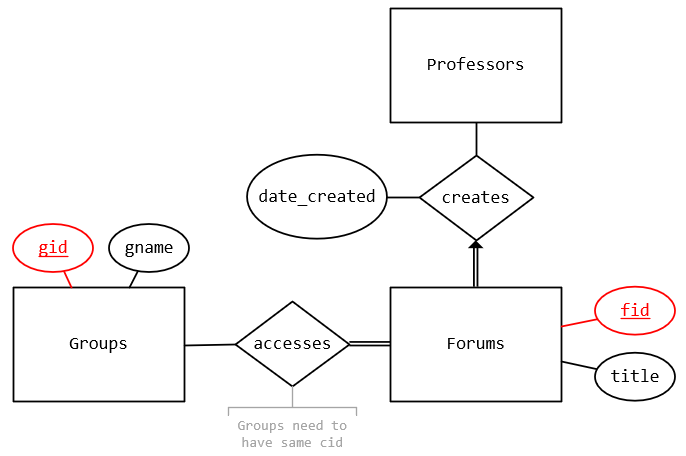 Professors
date_created
creates
gid
gname
fid
Groups
accesses
Forums
title
Groups need to
have same cid